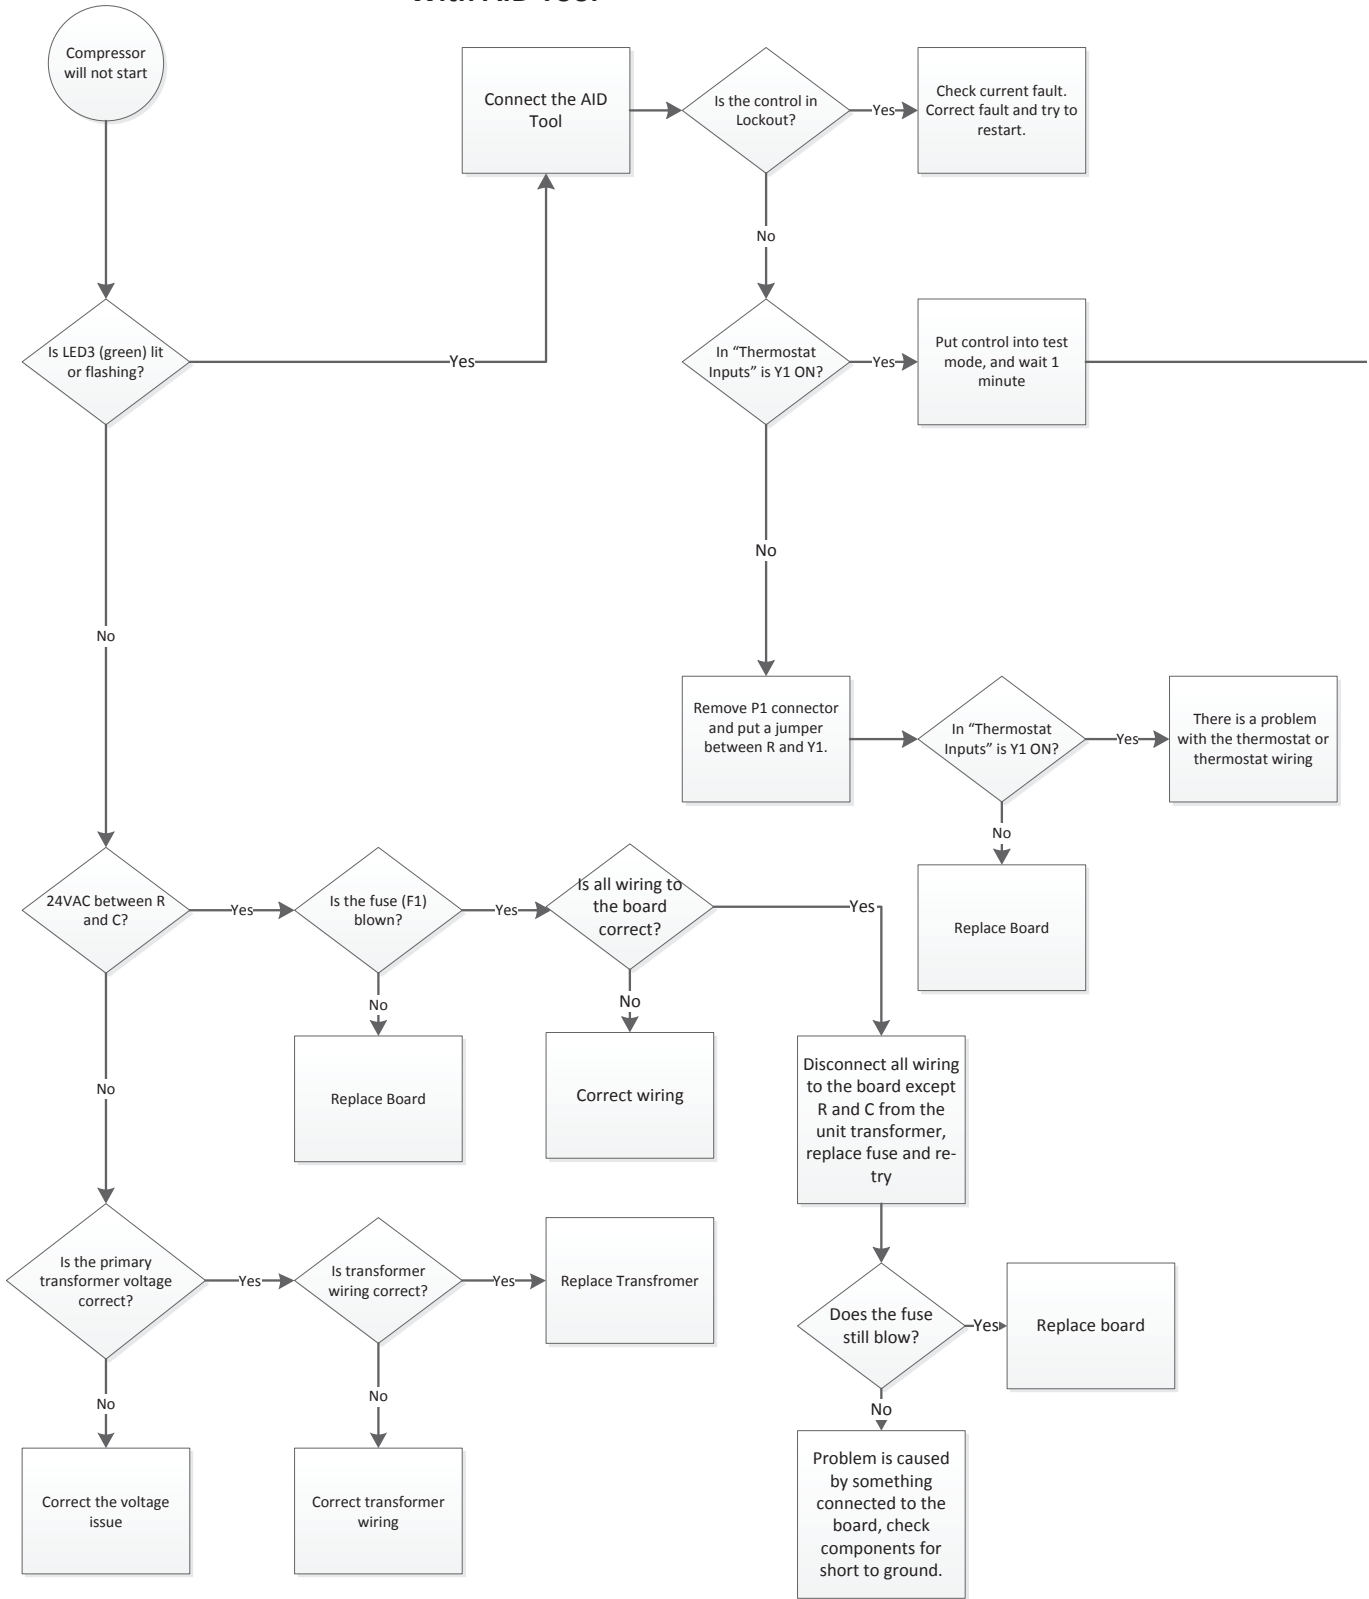 With AID Tool
Compressor
will not start
Connect the AID
Tool
Is the control in
Lockout?
Yes
Check current fault.
Correct fault and try to
restart.
No
Is LED3 (green) lit
or flashing?
Yes
In “Thermostat
Inputs” is Y1 ON?
Yes
Put control into test
mode, and wait 1
minute
No
No
Remove P1 connector
and put a jumper
between R and Y1.
In “Thermostat
Inputs” is Y1 ON?
Yes
There is a problem
with the thermostat or
thermostat wiring
No
Replace Board
24VAC between R
and C?
Yes
Is the fuse (F1)
blown?
Yes
Is all wiring to
the board
correct?
Yes
No
Replace Board
No
Correct wiring
Disconnect all wiring
to the board except
R and C from the
unit transformer,
replace fuse and re-
try
No
Is the primary
transformer voltage
correct?
Yes
Is transformer
wiring correct?
Yes
Replace Transfromer
Does the fuse
still blow?
Yes
Replace board
No
Correct the voltage
issue
No
Correct transformer
wiring
No
Problem is caused
by something
connected to the
board, check
components for
short to ground.